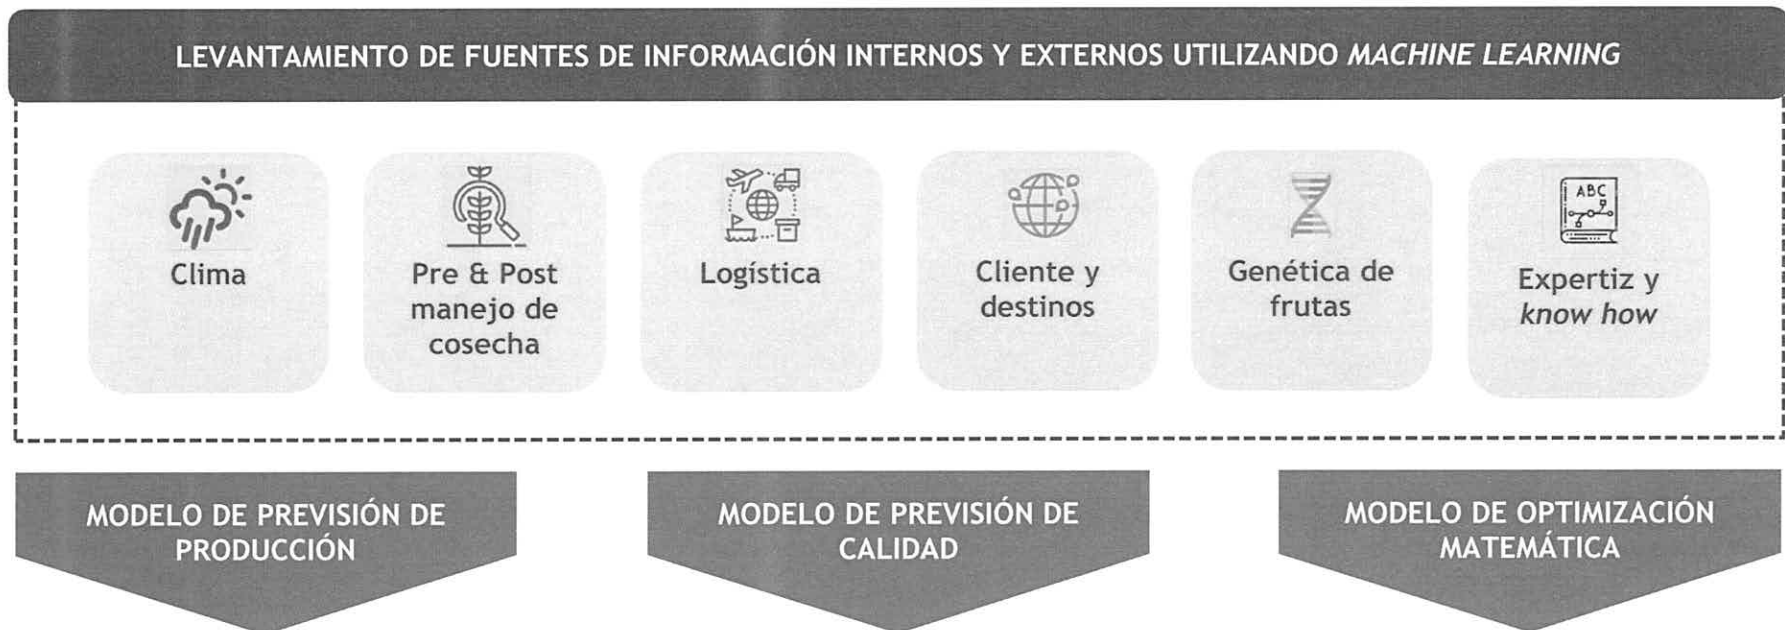 LEVANTAMIENTO DE FUENTES DE INFORMACIÓN INTERNOS Y EXTERNOS UTILIZANDO MACHINE LEARNING
Clima
Pre & Post
manejo de
cosecha
Logística
Cliente y
destinos
Genética de
frutas
ABC
Expertiz y
know how
MODELO DE PREVISIÓN DE
PRODUCCIÓN
MODELO DE PREVISIÓN DE
CALIDAD
MODELO DE OPTIMIZACIÓN
MATEMÁTICA